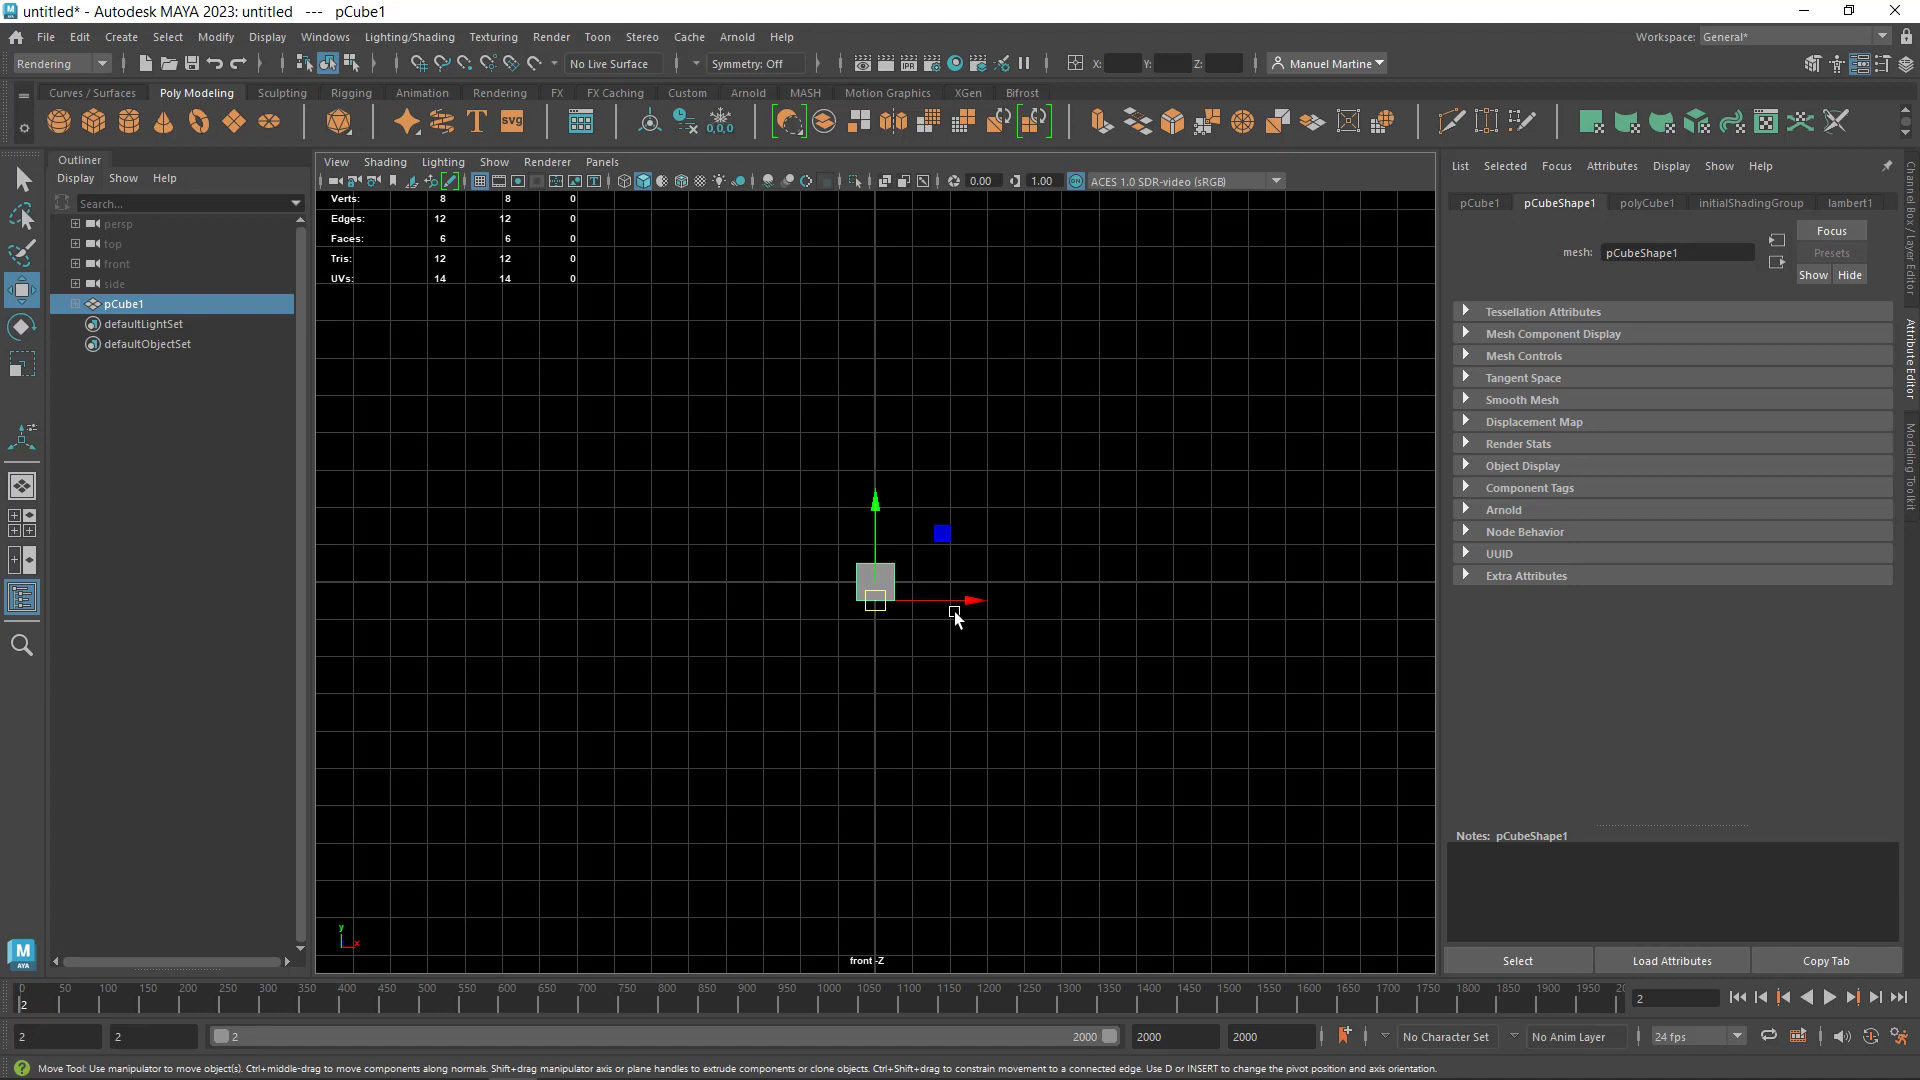 untitled* - Autodesk MAYA 2023: untitled --- pCube1
File Edit Create Select Modify Display Windows Lighting/Shading Texturing Render Toon Stereo Cache Arnold Help Workspace: General*
Rendering No Live Surface Symmetry: Off X: Y: Z: Manuel Martine
Curves / Surfaces Poly Modeling Sculpting Rigging Animation Rendering FX FX Caching Custom Arnold MASH Motion Graphics XGen Bifrost
T SVG 0,0,0
Outliner
Display Show Help
Search...
persp
top
front
side
pCube1
defaultLightSet
defaultObjectSet
View Shading Lighting Show Renderer Panels
0.00 1.00 ACES 1.0 SDR-video (sRGB)
Verts: 8 8 0
Edges: 12 12 0
Faces: 6 6 0
Tris: 12 12 0
UVs: 14 14 0
y
x
front -Z
List Selected Focus Attributes Display Show Help
pCube1 pCubeShape1 polyCube1 initialShadingGroup lambert1
Focus
mesh: pCubeShape1
Presets
Show Hide
Tessellation Attributes
Mesh Component Display
Mesh Controls
Tangent Space
Smooth Mesh
Displacement Map
Render Stats
Object Display
Component Tags
Arnold
Node Behavior
UUID
Extra Attributes
Notes: pCubeShape1
Select Load Attributes Copy Tab
Channel Box / Layer Editor
Attribute Editor
Modeling Toolkit
M
AYA
0 50 100 150 200 250 300 350 400 450 500 550 600 650 700 750 800 850 900 950 1000 1050 1100 1150 1200 1250 1300 1350 1400 1450 1500 1550 1600 1650 1700 1750 1800 1850 1900 1950 20
2 2
2 2 2 2000 2000 2000 No Character Set No Anim Layer 24 fps
Move Tool: Use manipulator to move object(s). Ctrl+middle-drag to move components along normals. Shift+drag manipulator axis or plane handles to extrude components or clone objects. Ctrl+Shift+drag to constrain movement to a connected edge. Use D or INSERT to change the pivot position and axis orientation.